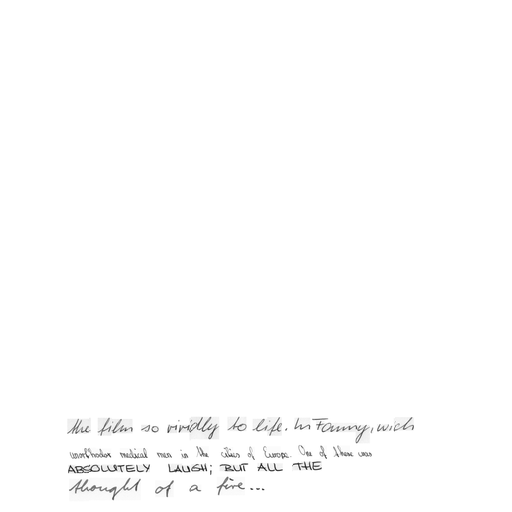 the film so vividly to life. In Fanny, wich
unorthodox medical men in the cities of Europe. One of these was
ABSOLUTELY LAUGH; BUT ALL THE
thought of a fire...